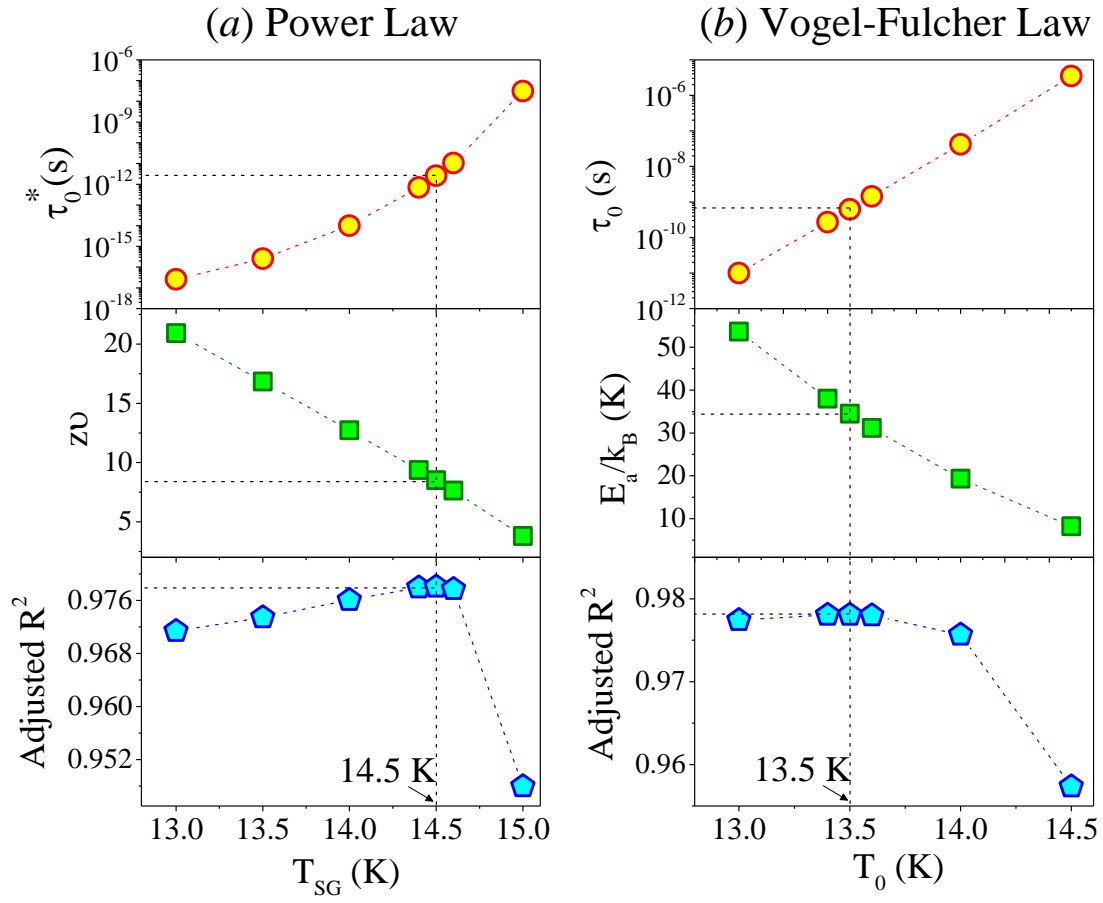 (a) Power Law
(b) Vogel-Fulcher Law
10⁻⁶
10⁻⁹
10⁻¹²
10⁻¹⁵
10⁻¹⁸
τ₀* (s)
20
15
10
5
zυ
0.976
0.968
0.960
0.952
Adjusted R²
14.5 K
13.0 13.5 14.0 14.5 15.0
T_SG (K)
10⁻⁶
10⁻⁸
10⁻¹⁰
10⁻¹²
τ₀ (s)
50
40
30
20
10
E_a/k_B (K)
0.98
0.97
0.96
Adjusted R²
13.5 K
13.0 13.5 14.0 14.5
T₀ (K)